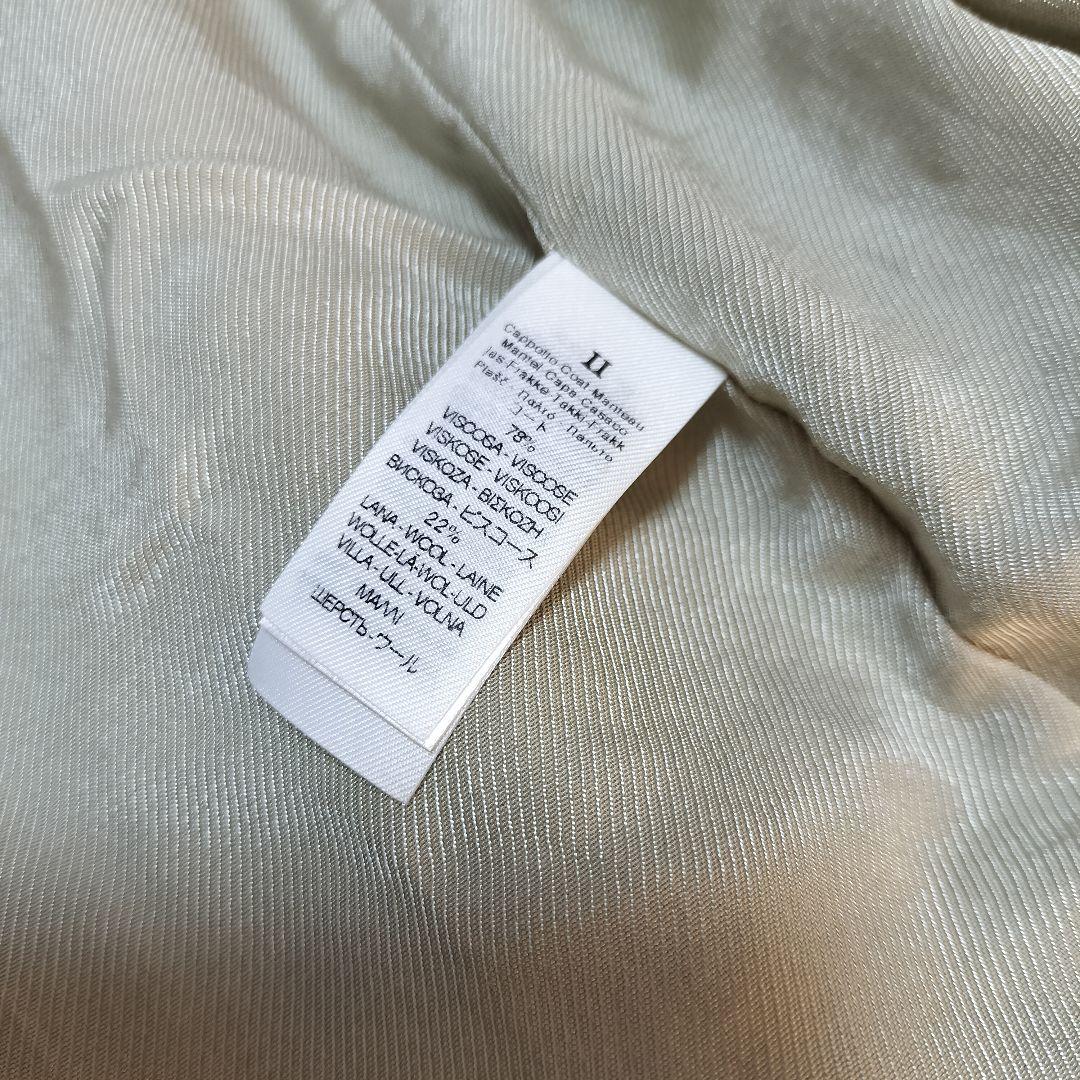 II
Cappotto Coat Manteau
Mantel Capa Casaco
Jas Frakke Takki Frakk
Plašč Παλτό Пальто
コート
78%
VISCOSA - VISCOSE
VISKOSE - VISKOOSI
VISKOZA - ΒΙΣΚΟΖΗ
ВИСКОЗА - ビスコース
22%
LANA - WOOL - LAINE
WOLLE-LÃ-WOL-ULD
VILLA - ULL - VOLNA
ΜΑΛΛΙ
ШЕРСТЬ - ウール